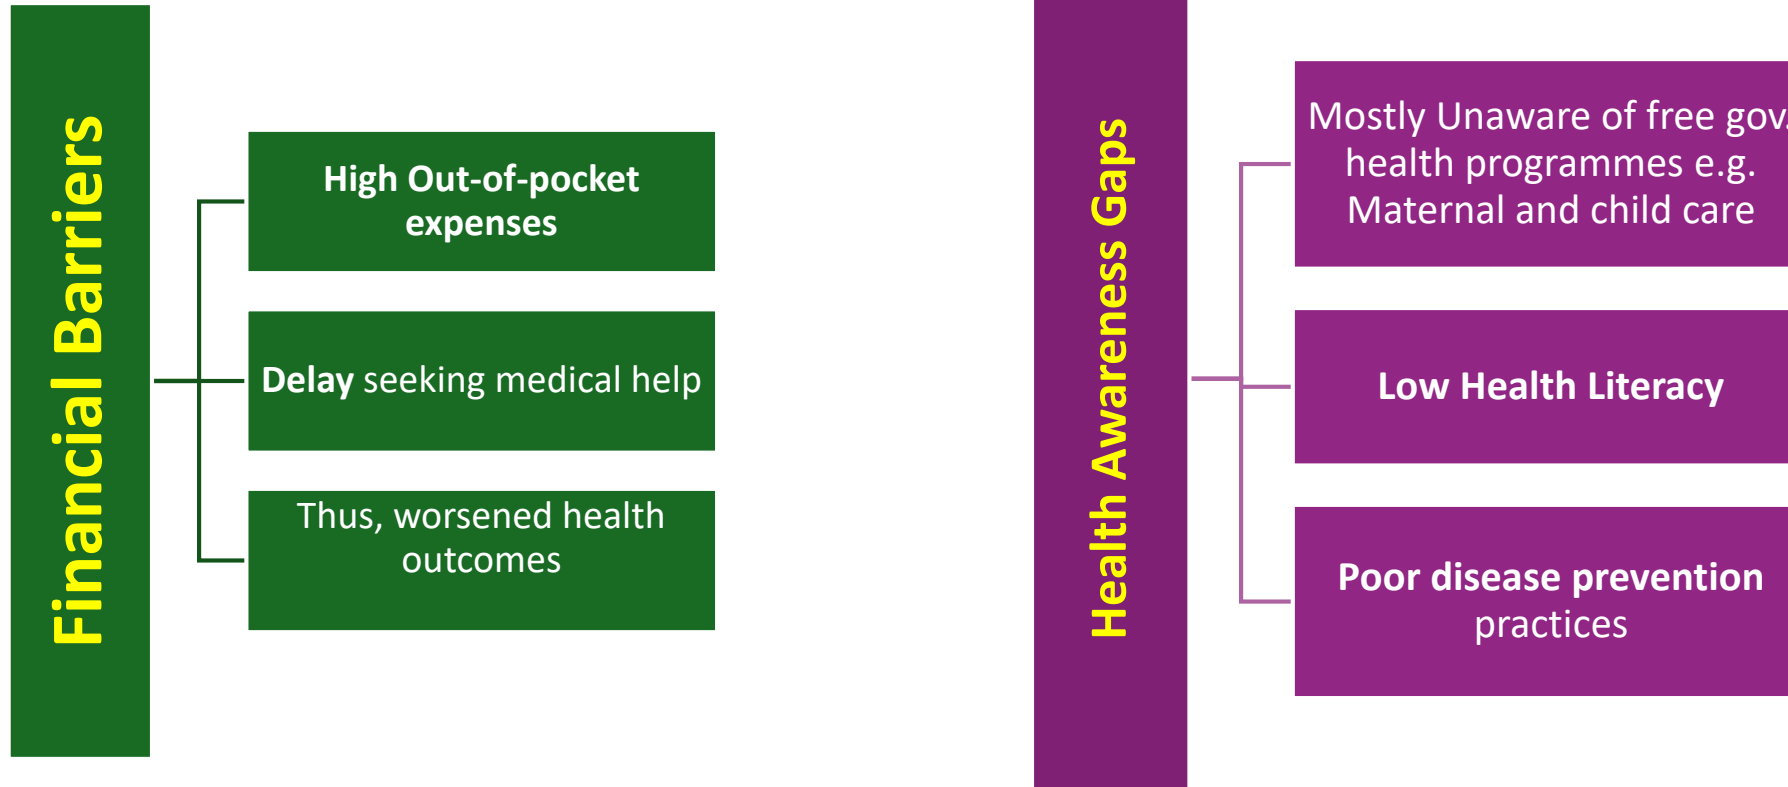 Financial Barriers
High Out-of-pocket
expenses
Delay seeking medical help
Thus, worsened health
outcomes
Health Awareness Gaps
Mostly Unaware of free gov.
health programmes e.g.
Maternal and child care
Low Health Literacy
Poor disease prevention
practices